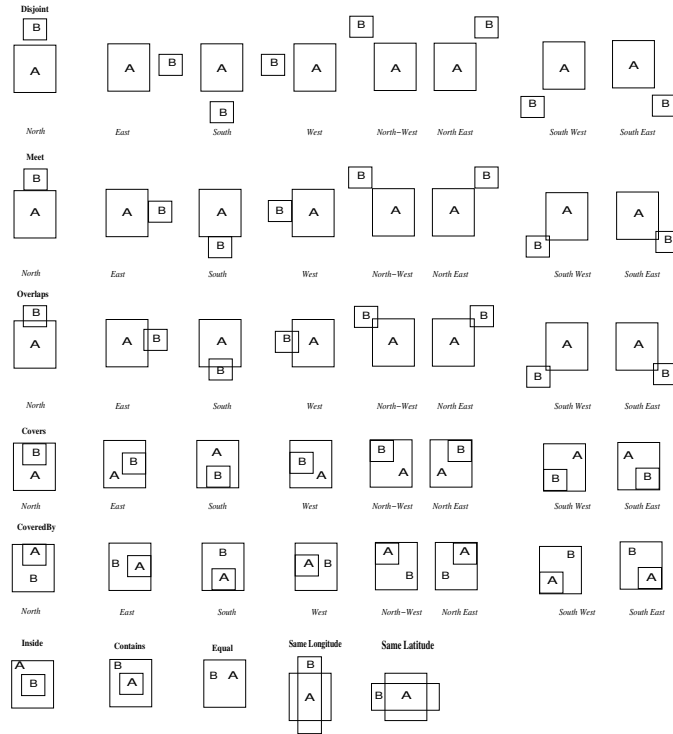 Disjoint
B B
B
A A B A B A A A A A
B B B
North East South West North-West North East South West South East
Meet
B B B
A A B A B A A A A A
B B B
North East South West North-West North East South West South East
Overlaps
B B B
A A B A B A A A A A
B B B
North East South West North-West North East South West South East
Covers
B A B B A A
B B
A A B A A A B B
North East South West North-West North East South West South East
CoveredBy
A B A A B B
B A A B
B A B B A A
North East South West North-West North East South West South East
Inside Contains Equal Same Longitude Same Latitude
A B B
B A B A A B A